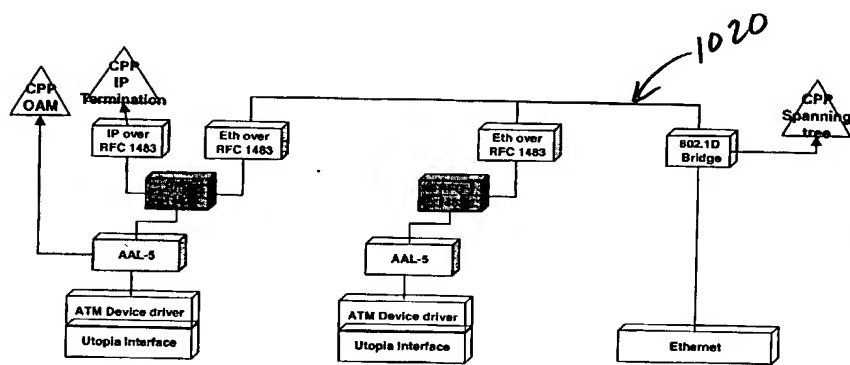 1020
CPP
OAM
CPP
IP
Termination
IP over
RFC 1483
Eth over
RFC 1483
Eth over
RFC 1483
802.1D
Bridge
CPP
Spanning
tree
AAL-5
AAL-5
ATM Device driver
Utopia Interface
ATM Device driver
Utopia Interface
Ethernet